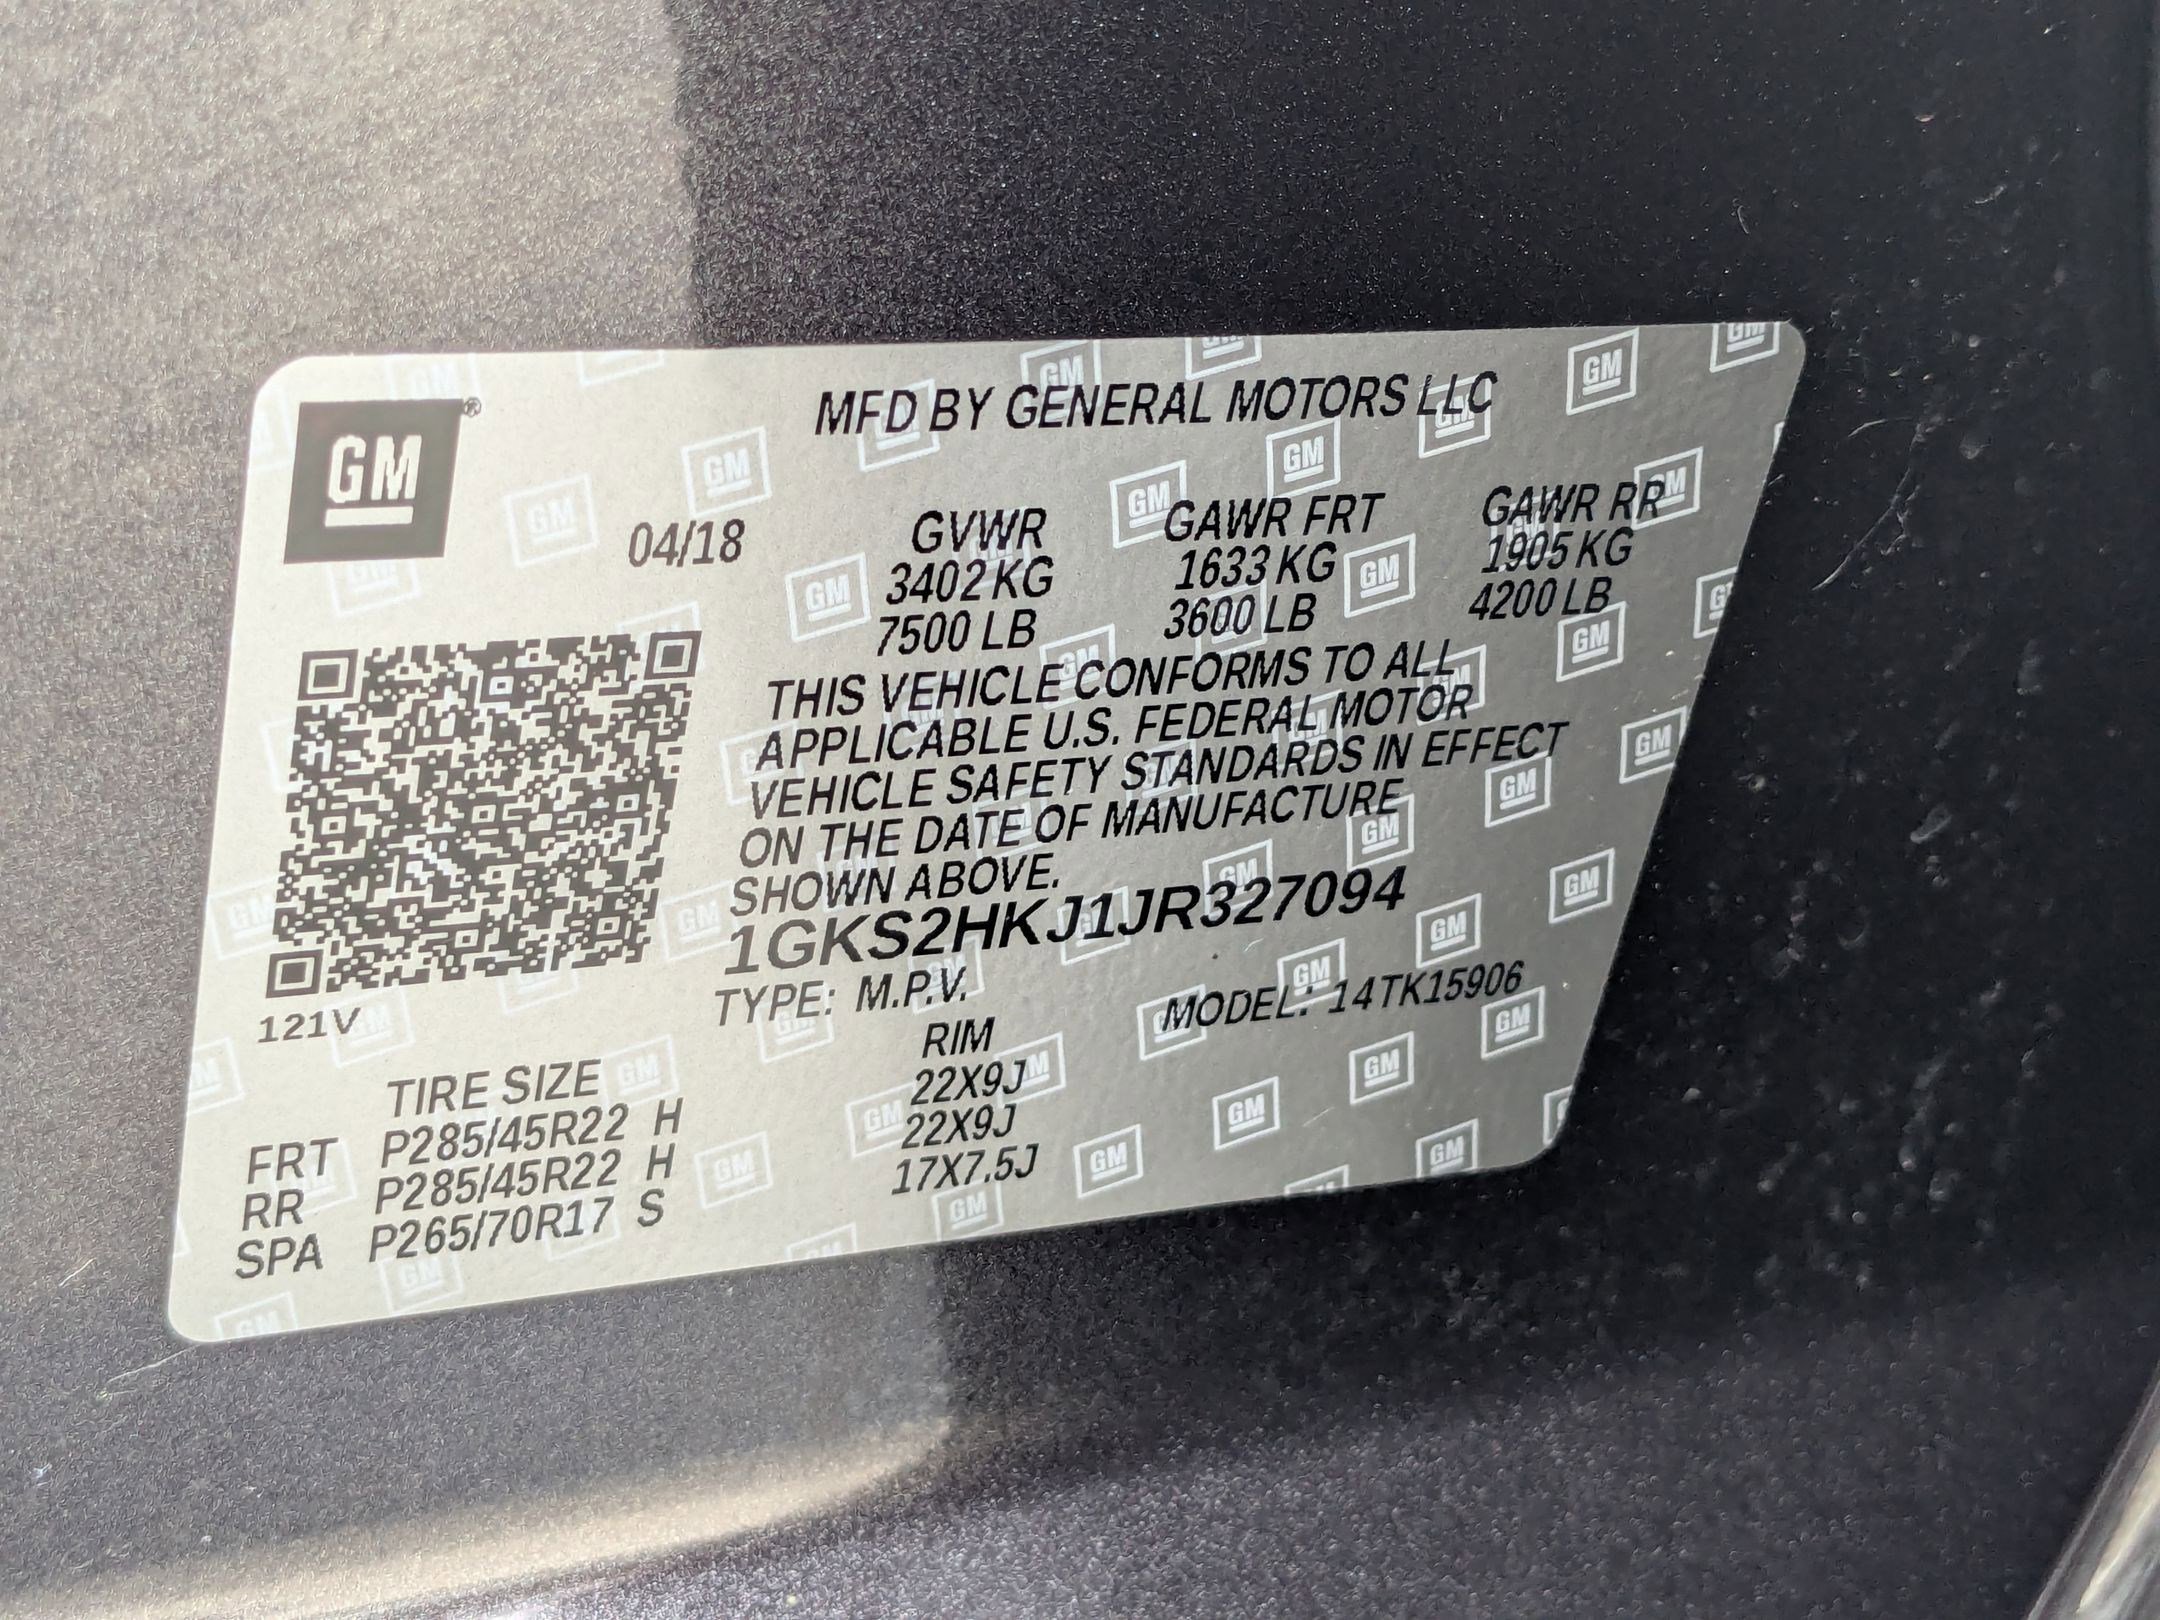 GM®
MFD BY GENERAL MOTORS LLC
04/18 GVWR GAWR FRT GAWR RR
3402 KG 1633 KG 1905 KG
7500 LB 3600 LB 4200 LB
THIS VEHICLE CONFORMS TO ALL
APPLICABLE U.S. FEDERAL MOTOR
VEHICLE SAFETY STANDARDS IN EFFECT
ON THE DATE OF MANUFACTURE
SHOWN ABOVE.
1GKS2HKJ1JR327094
TYPE: M.P.V. MODEL: 14TK15906
121V
TIRE SIZE RIM
FRT P285/45R22 H 22X9J
RR P285/45R22 H 22X9J
SPA P265/70R17 S 17X7.5J